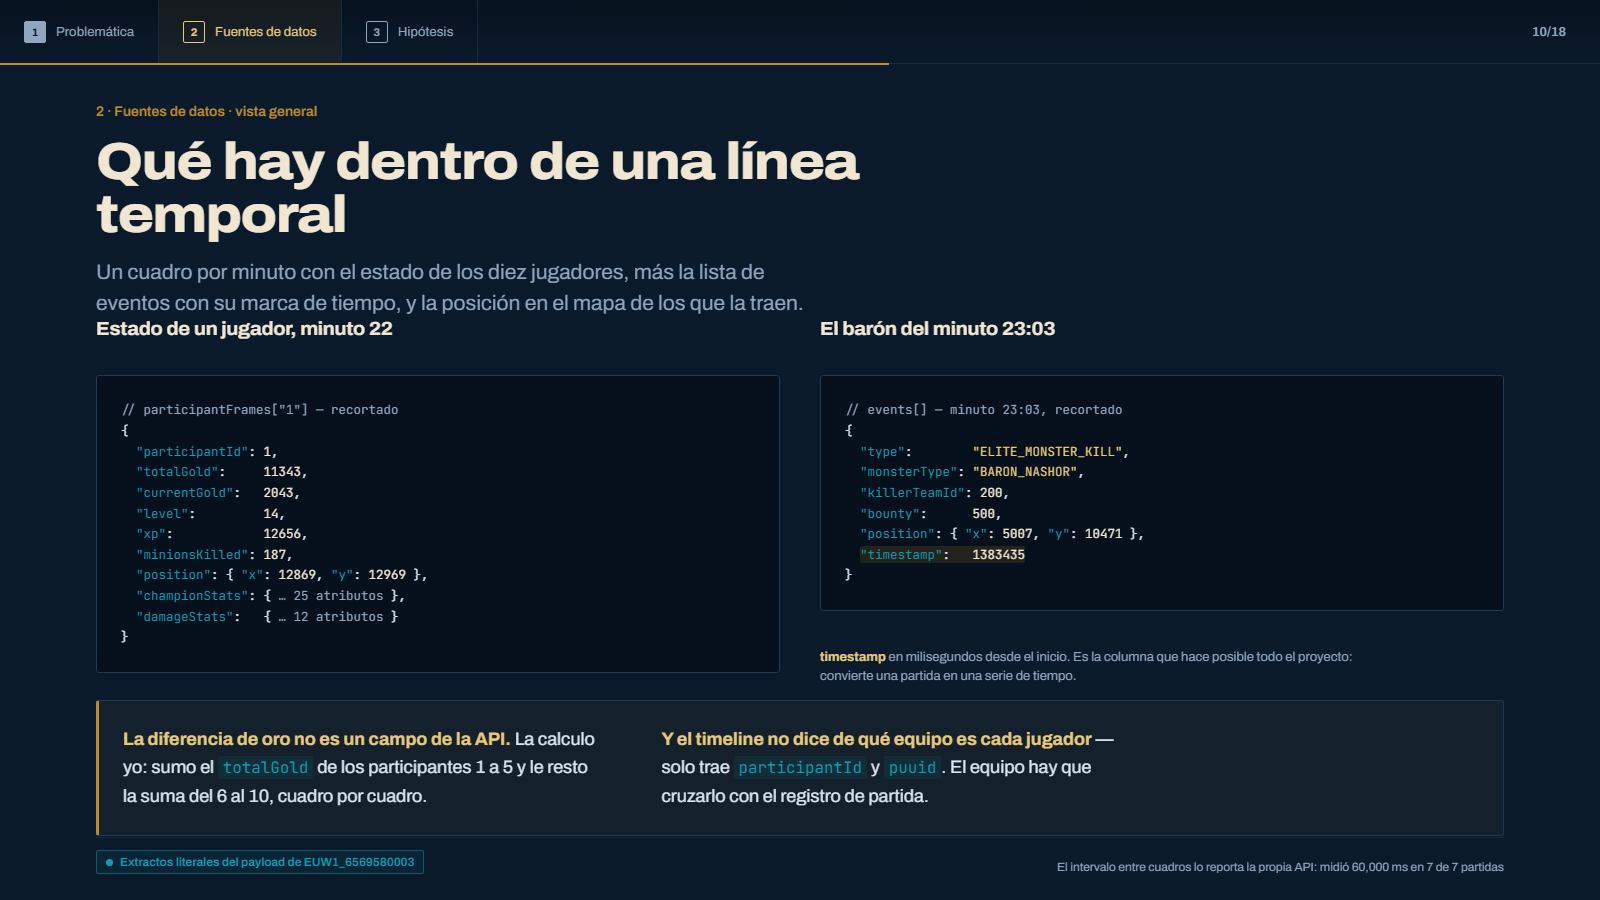 1 Problemática
2 Fuentes de datos
3 Hipótesis
10/18
2 · Fuentes de datos · vista general
Qué hay dentro de una línea
temporal
Un cuadro por minuto con el estado de los diez jugadores, más la lista de
eventos con su marca de tiempo, y la posición en el mapa de los que la traen.
Estado de un jugador, minuto 22
// participantFrames["1"] — recortado
{
"participantId": 1,
"totalGold": 11343,
"currentGold": 2043,
"level": 14,
"xp": 12656,
"minionsKilled": 187,
"position": { "x": 12869, "y": 12969 },
"championStats": { … 25 atributos },
"damageStats": { … 12 atributos }
}
El barón del minuto 23:03
// events[] — minuto 23:03, recortado
{
"type": "ELITE_MONSTER_KILL",
"monsterType": "BARON_NASHOR",
"killerTeamId": 200,
"bounty": 500,
"position": { "x": 5007, "y": 10471 },
"timestamp": 1383435
}
timestamp en milisegundos desde el inicio. Es la columna que hace posible todo el proyecto:
convierte una partida en una serie de tiempo.
La diferencia de oro no es un campo de la API. La calculo
yo: sumo el totalGold de los participantes 1 a 5 y le resto
la suma del 6 al 10, cuadro por cuadro.
Y el timeline no dice de qué equipo es cada jugador —
solo trae participantId y puuid. El equipo hay que
cruzarlo con el registro de partida.
Extractos literales del payload de EUW1_6569580003
El intervalo entre cuadros lo reporta la propia API: midió 60,000 ms en 7 de 7 partidas